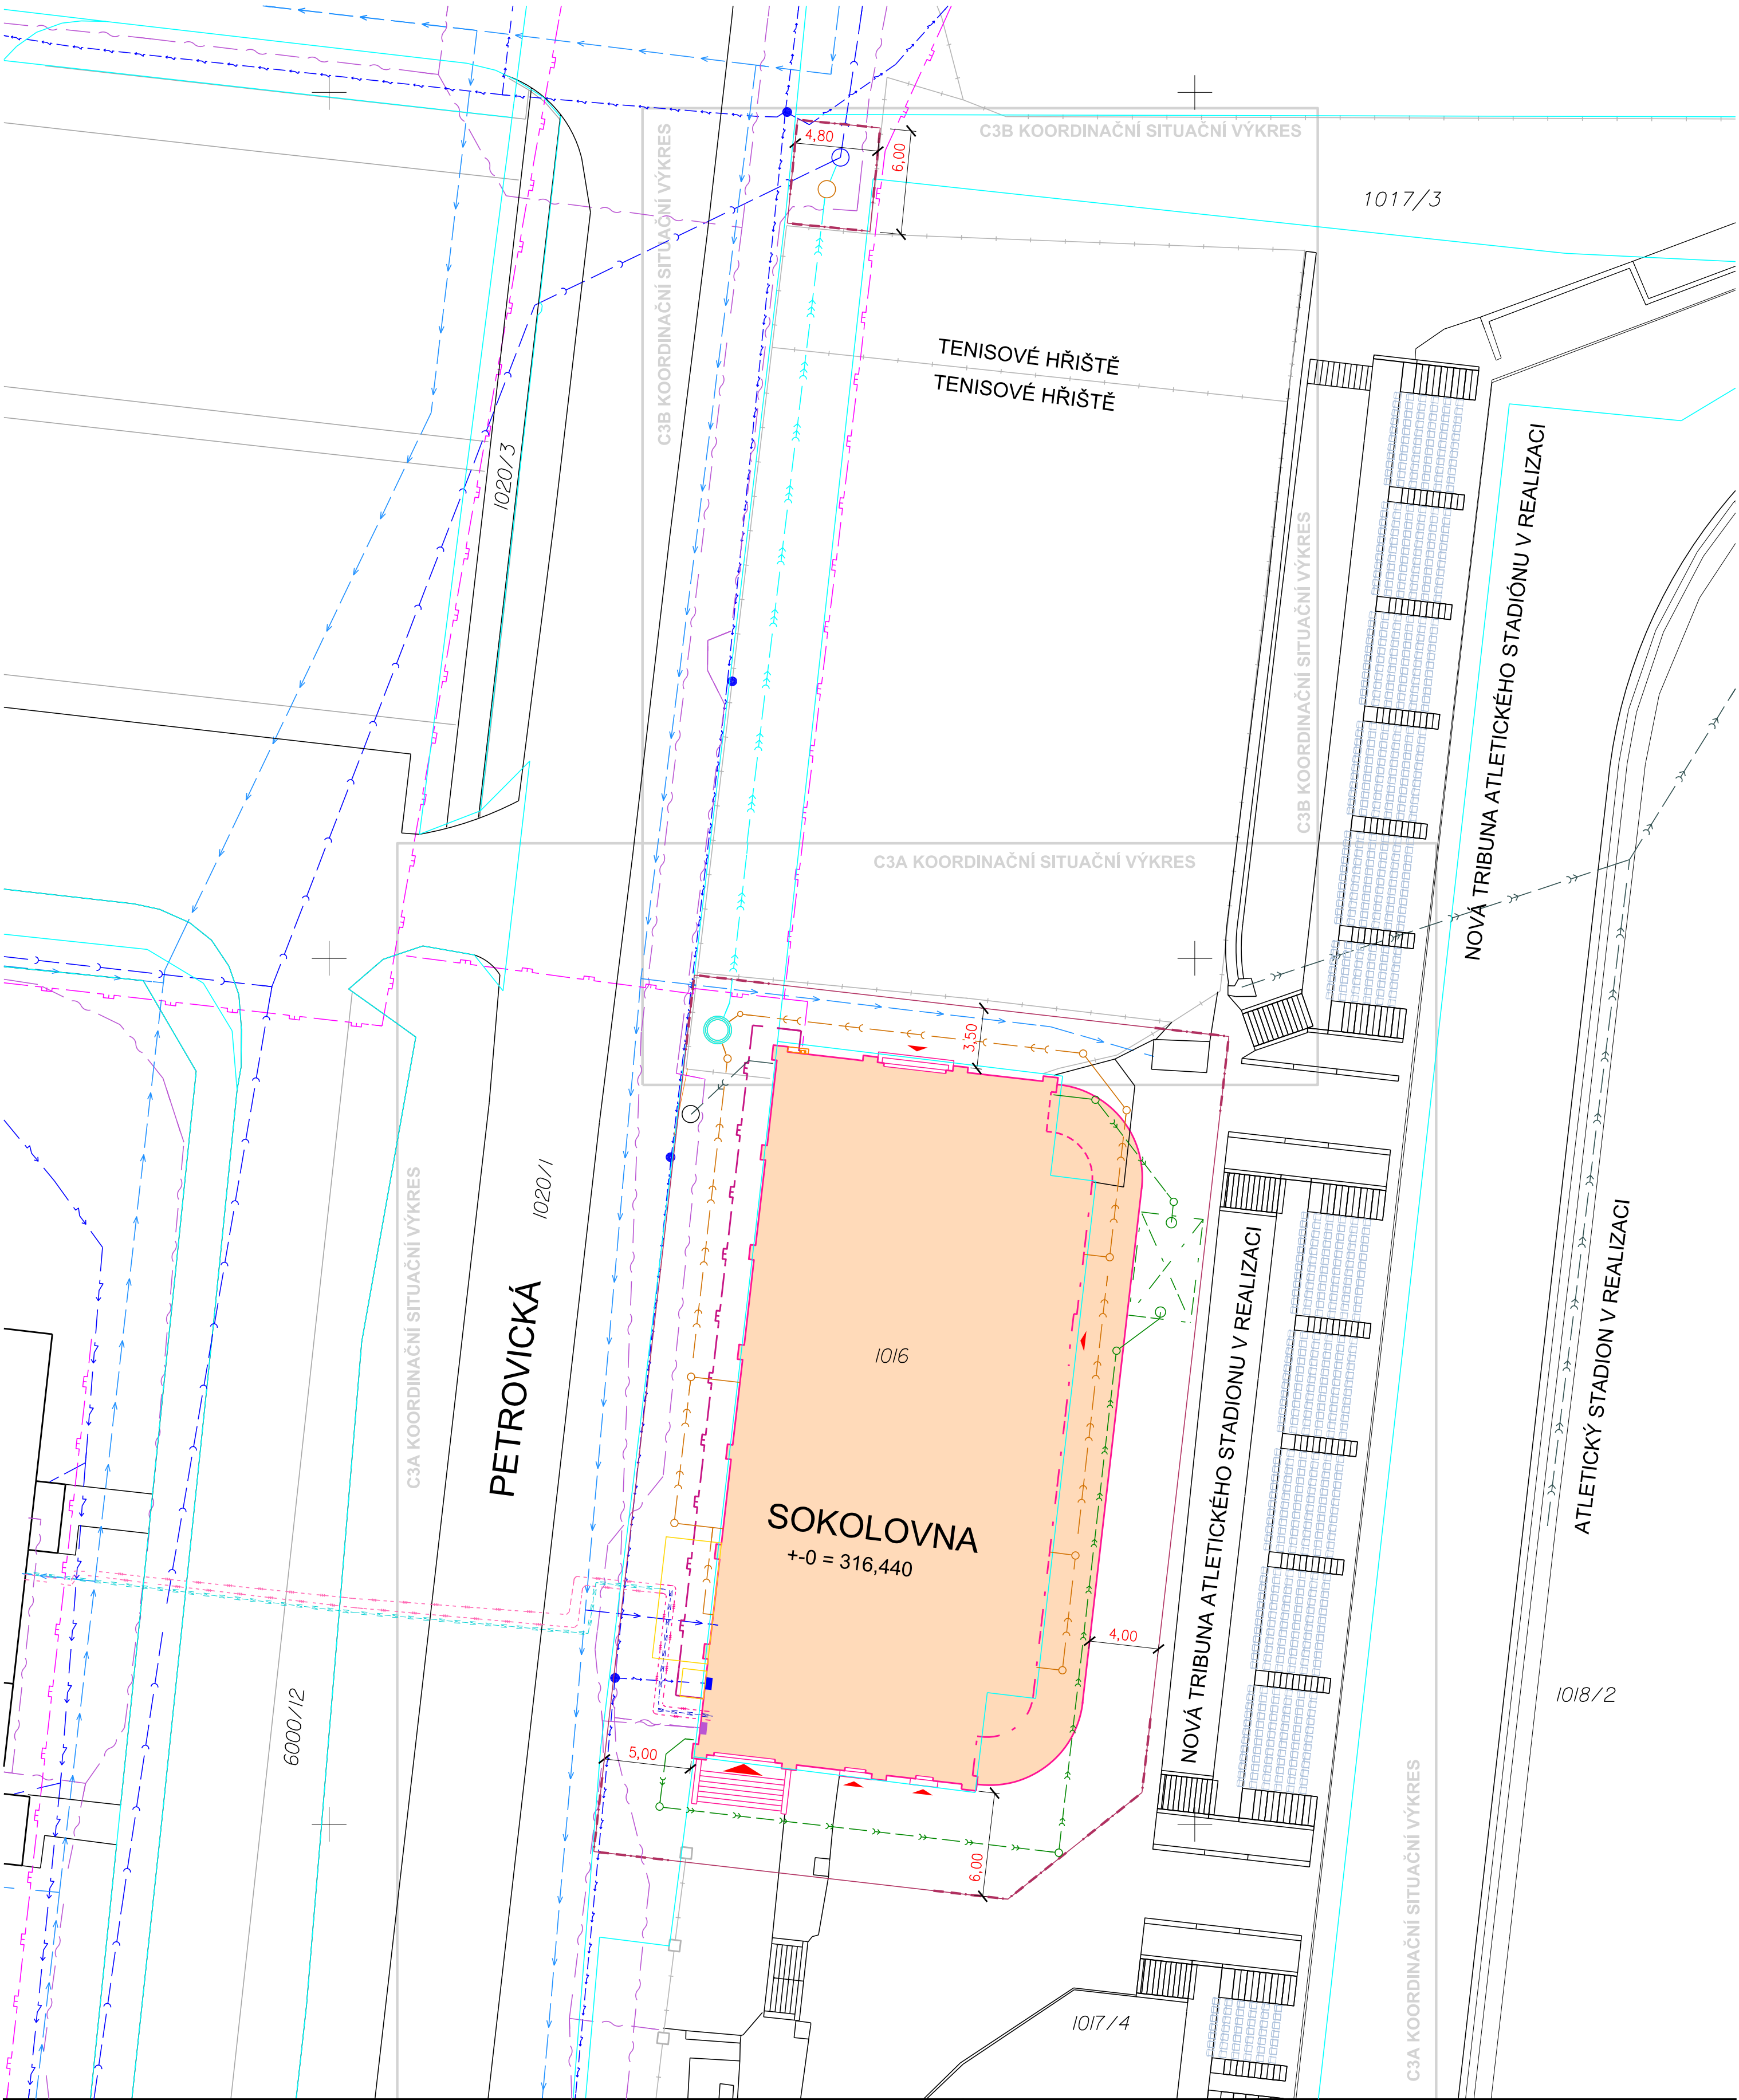 C3B KOORDINAČNÍ SITUAČNÍ VÝKRES
C3B KOORDINAČNÍ SITUAČNÍ VÝKRES
4,80
6,00
1017/3
TENISOVÉ HŘIŠTĚ
TENISOVÉ HŘIŠTĚ
1020/3
NOVÁ TRIBUNA ATLETICKÉHO STADIÓNU V REALIZACI
C3B KOORDINAČNÍ SITUAČNÍ VÝKRES
C3A KOORDINAČNÍ SITUAČNÍ VÝKRES
3,50
1020/1
C3A KOORDINAČNÍ SITUAČNÍ VÝKRES
PETROVICKÁ
1016
SOKOLOVNA
+-0 = 316,440
NOVÁ TRIBUNA ATLETICKÉHO STADIONU V REALIZACI
ATLETICKÝ STADION V REALIZACI
4,00
1018/2
6000/12
5,00
6,00
C3A KOORDINAČNÍ SITUAČNÍ VÝKRES
1017/4